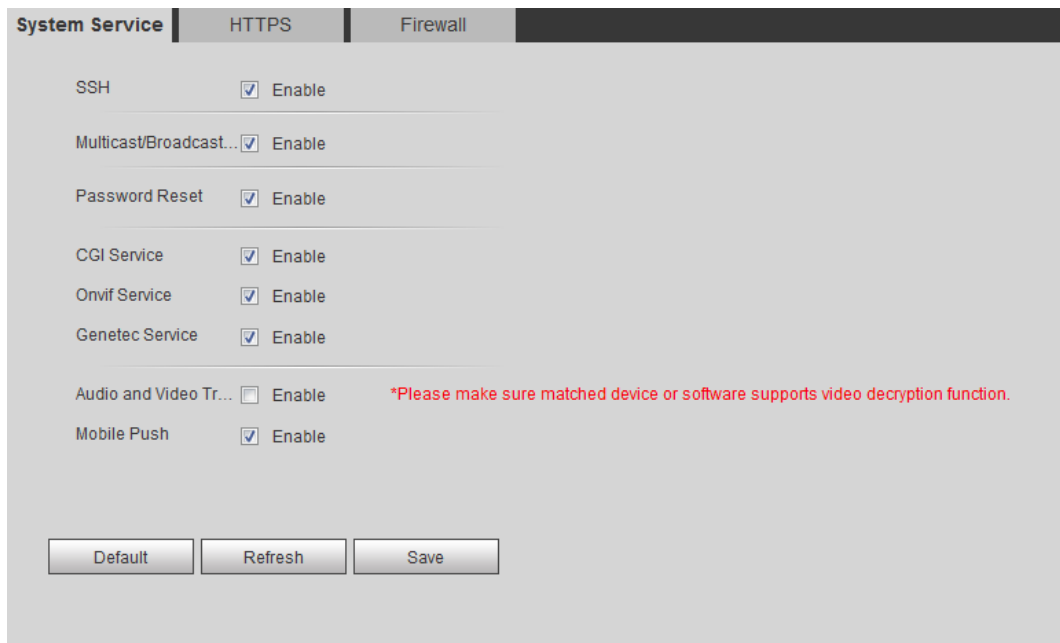 System Service HTTPS Firewall
SSH Enable
Multicast/Broadcast... Enable
Password Reset Enable
CGI Service Enable
Onvif Service Enable
Genetec Service Enable
Audio and Video Tr... Enable *Please make sure matched device or software supports video decryption function.
Mobile Push Enable
Default Refresh Save